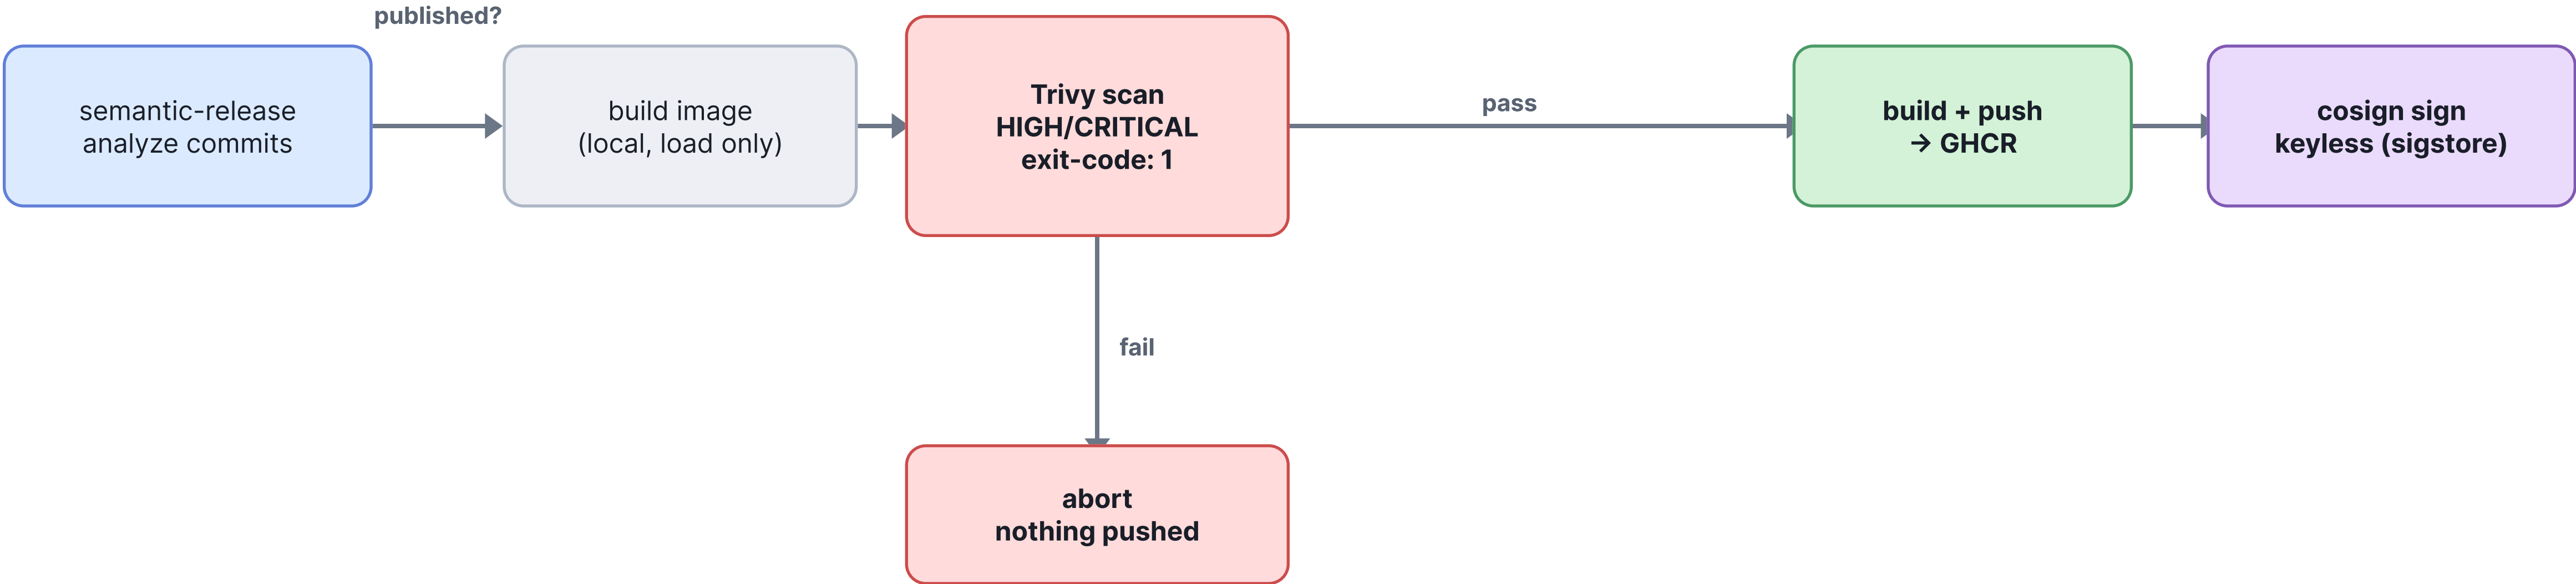 published?
semantic-release
analyze commits
build image
(local, load only)
Trivy scan
HIGH/CRITICAL
exit-code: 1
pass
build + push
→ GHCR
cosign sign
keyless (sigstore)
fail
abort
nothing pushed